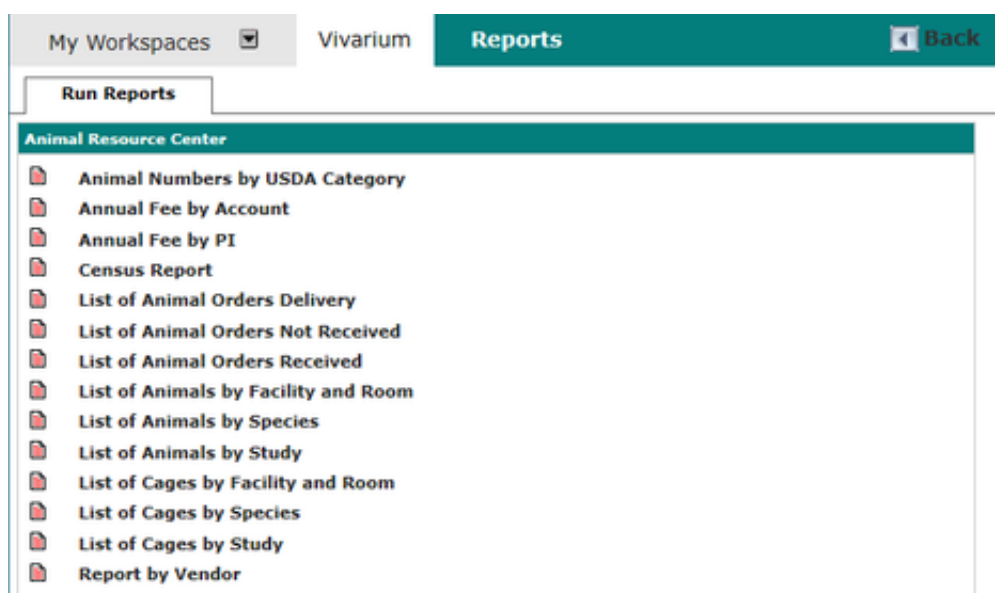 My Workspaces Vivarium Reports Back
Run Reports
Animal Resource Center
Animal Numbers by USDA Category
Annual Fee by Account
Annual Fee by PI
Census Report
List of Animal Orders Delivery
List of Animal Orders Not Received
List of Animal Orders Received
List of Animals by Facility and Room
List of Animals by Species
List of Animals by Study
List of Cages by Facility and Room
List of Cages by Species
List of Cages by Study
Report by Vendor